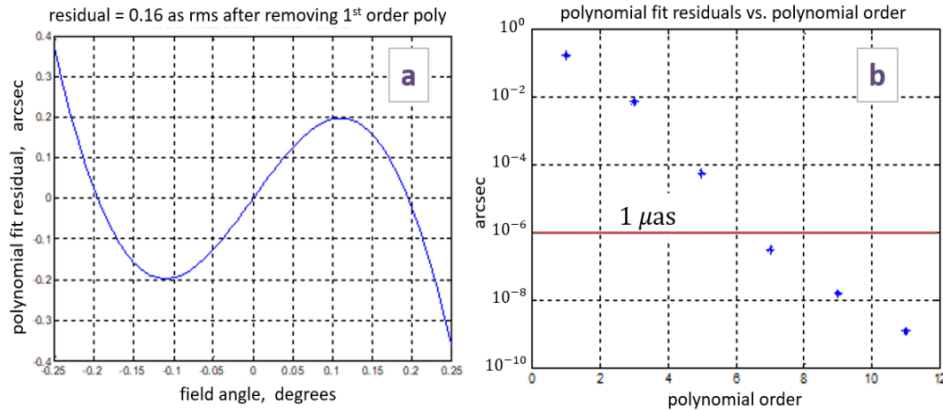 residual = 0.16 as rms after removing 1st order poly
a
0.4
0.3
0.2
0.1
0
-0.1
-0.2
-0.3
-0.4
polynomial fit residual, arcsec
-0.25 -0.2 -0.15 -0.1 -0.05 0 0.05 0.1 0.15 0.2 0.25
field angle, degrees
polynomial fit residuals vs. polynomial order
b
10^0
10^-2
10^-4
10^-6
10^-8
10^-10
arcsec
1 μas
0 2 4 6 8 10 12
polynomial order